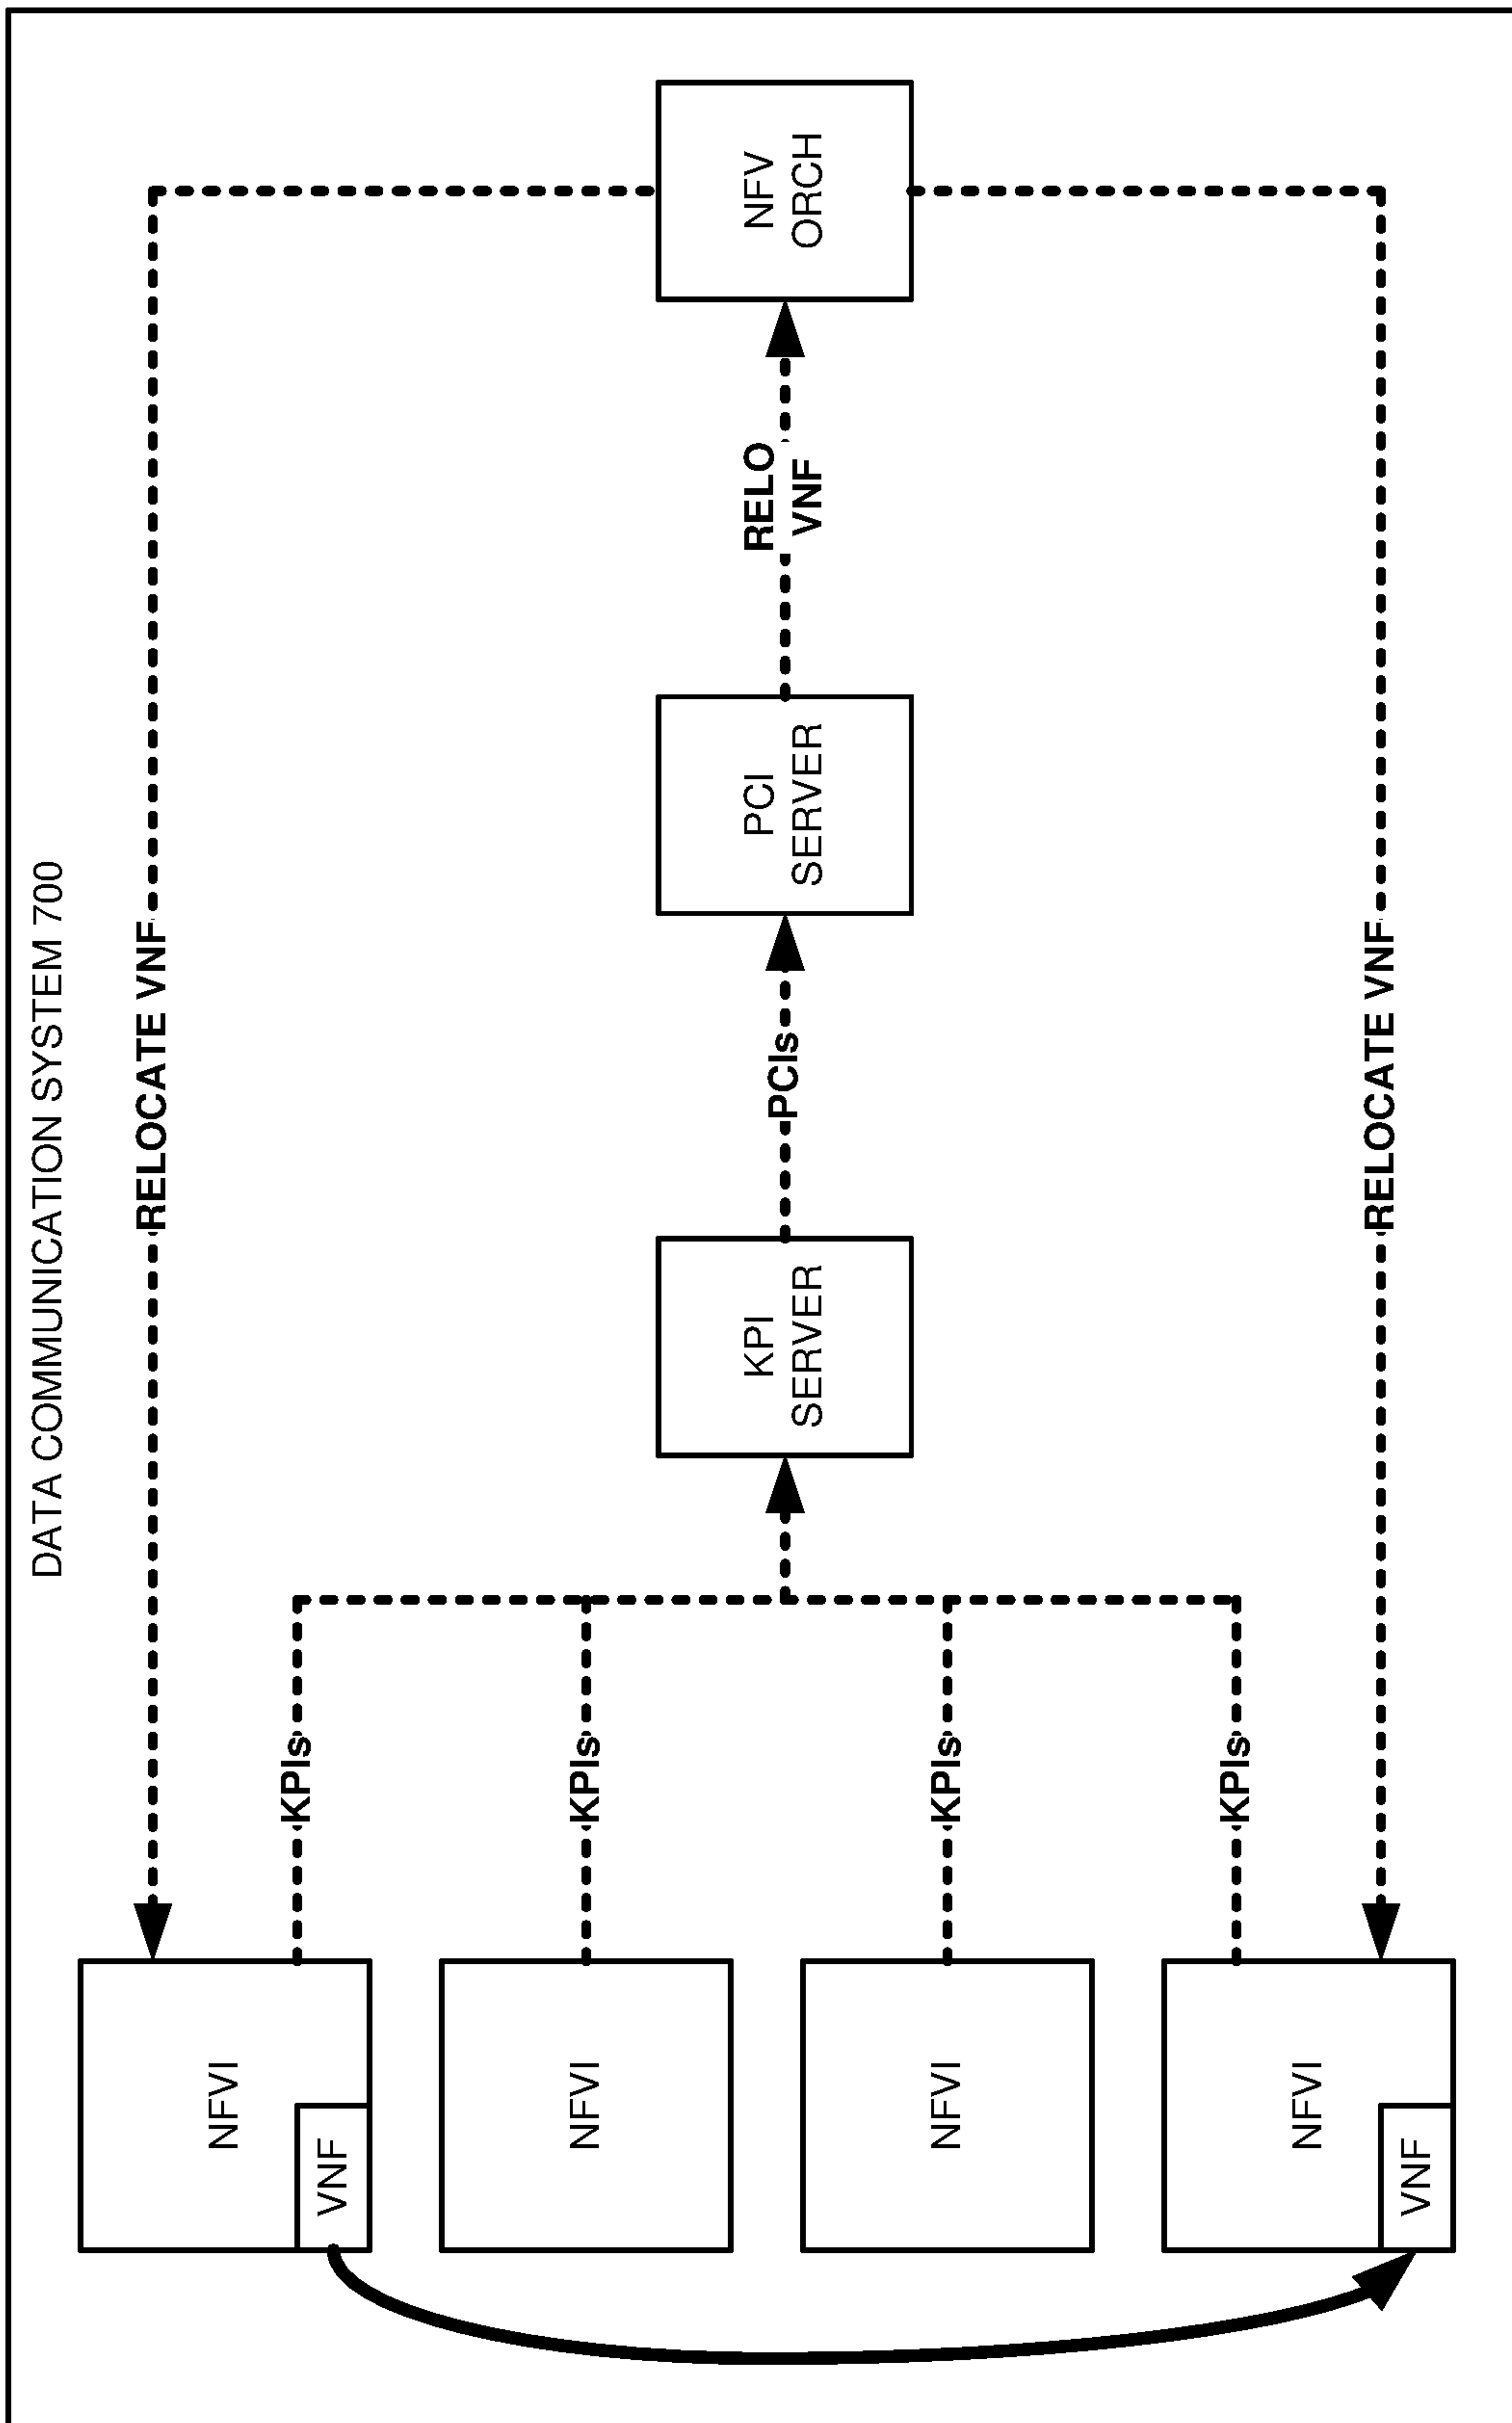 DATA COMMUNICATION SYSTEM 700
RELOCATE VNF
NFVI
VNF
KPIs
NFVI
KPIs
KPI
SERVER
PCIs
PCI
SERVER
RELO
VNF
NFV
ORCH
NFVI
KPIs
NFVI
VNF
KPIs
RELOCATE VNF